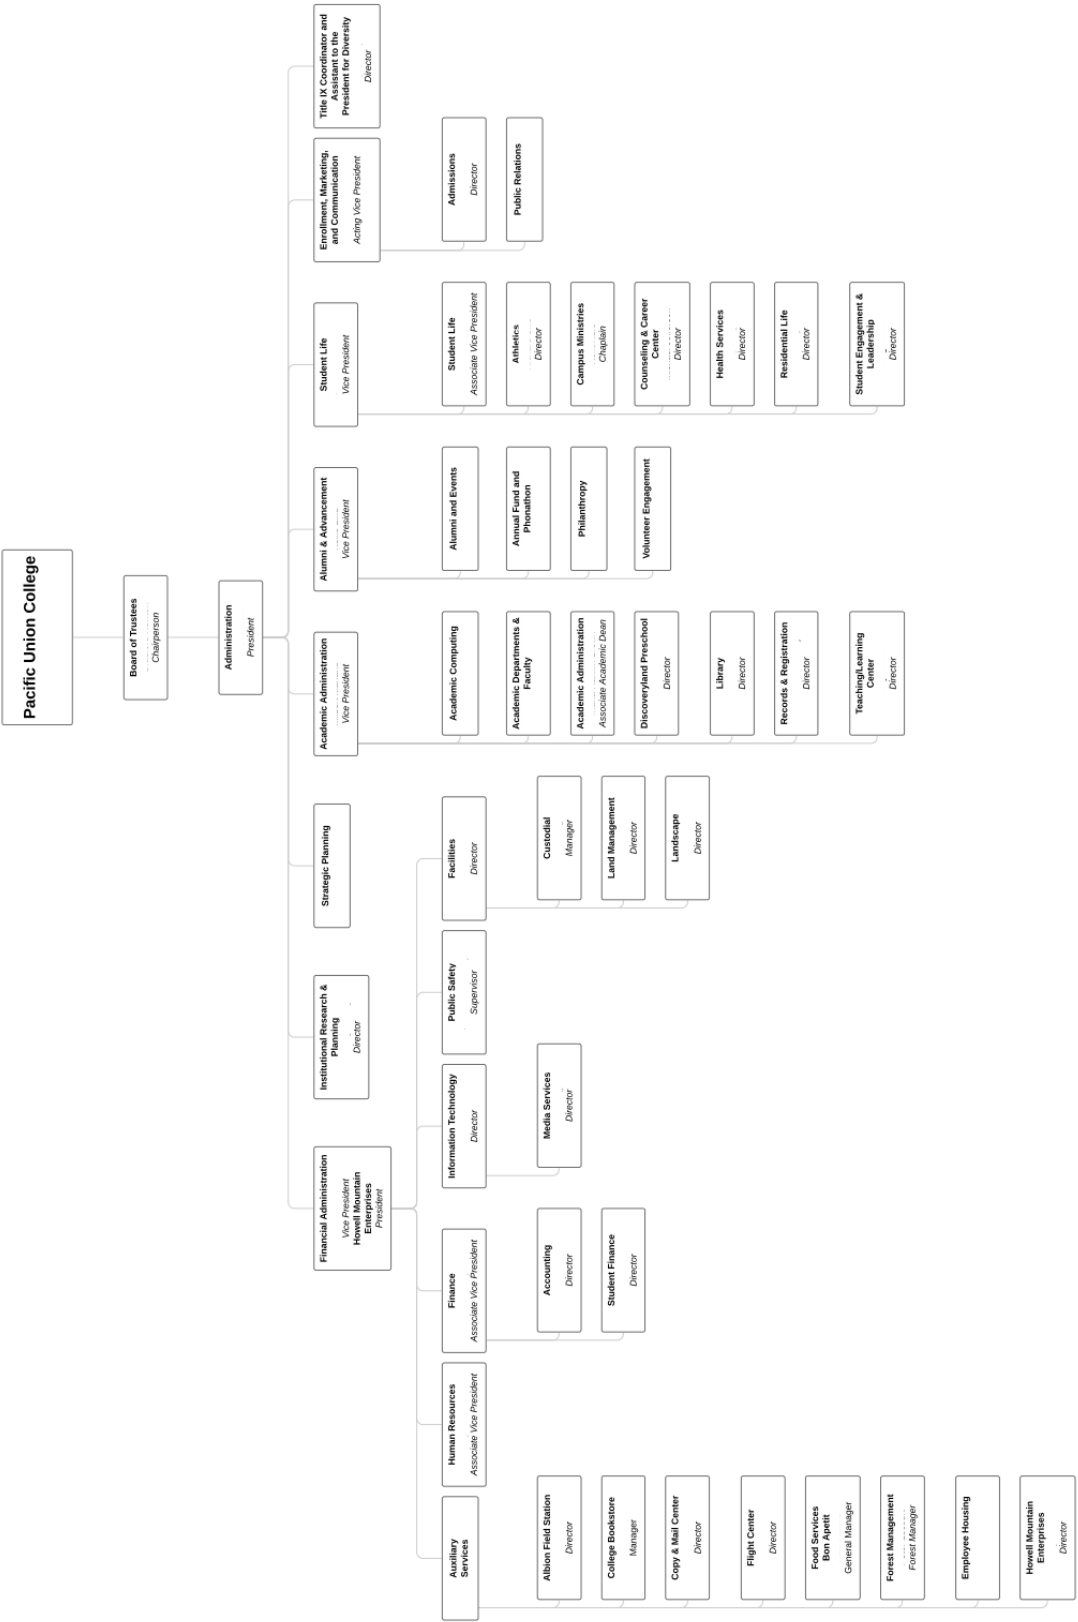 Pacific Union College
Board of Trustees
Chairperson
Administration
President
Financial Administration
Vice President
Howell Mountain
Enterprises
President
Institutional Research &
Planning
Director
Strategic Planning
Academic Administration
Vice President
Alumni & Advancement
Vice President
Student Life
Vice President
Enrollment, Marketing,
and Communication
Acting Vice President
Title IX Coordinator and
Assistant to the
President for Diversity
Director
Auxiliary
Services
Human Resources
Associate Vice President
Finance
Associate Vice President
Information Technology
Director
Public Safety
Supervisor
Facilities
Director
Albion Field Station
Director
College Bookstore
Manager
Copy & Mail Center
Director
Flight Center
Director
Food Services
Bon Apetit
General Manager
Forest Management
Forest Manager
Employee Housing
Howell Mountain
Enterprises
Director
Accounting
Director
Student Finance
Director
Media Services
Director
Custodial
Manager
Land Management
Director
Landscape
Director
Academic Computing
Academic Departments &
Faculty
Academic Administration
Associate Academic Dean
Discoveryland Preschool
Director
Library
Director
Records & Registration
Director
Teaching/Learning
Center
Director
Alumni and Events
Annual Fund and
Phonathon
Philanthropy
Volunteer Engagement
Student Life
Associate Vice President
Athletics
Director
Campus Ministries
Chaplain
Counseling & Career
Center
Director
Health Services
Director
Residential Life
Director
Student Engagement &
Leadership
Director
Admissions
Director
Public Relations